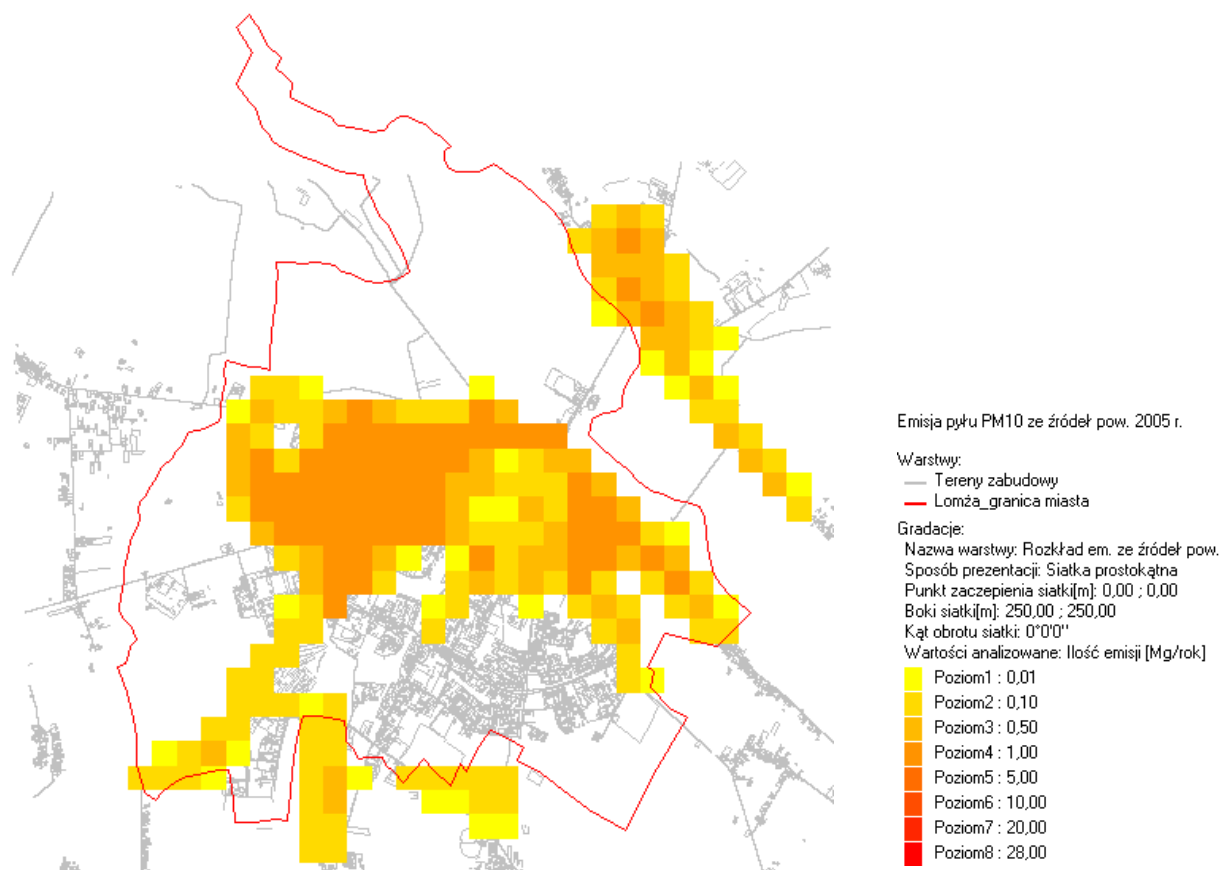 Emisja pyłu PM10 ze źródeł pow. 2005 r.
Warstwy:
Tereny zabudowy
Lomża_granica miasta
Gradacje:
Nazwa warstwy: Rozkład em. ze źródeł pow.
Sposób prezentacji: Siatka prostokątna
Punkt zaczepienia siatki[m]: 0,00 ; 0,00
Boki siatki[m]: 250,00 ; 250,00
Kąt obrotu siatki: 0°0'0''
Wartości analizowane: Ilość emisji [Mg/rok]
Poziom1 : 0,01
Poziom2 : 0,10
Poziom3 : 0,50
Poziom4 : 1,00
Poziom5 : 5,00
Poziom6 : 10,00
Poziom7 : 20,00
Poziom8 : 28,00